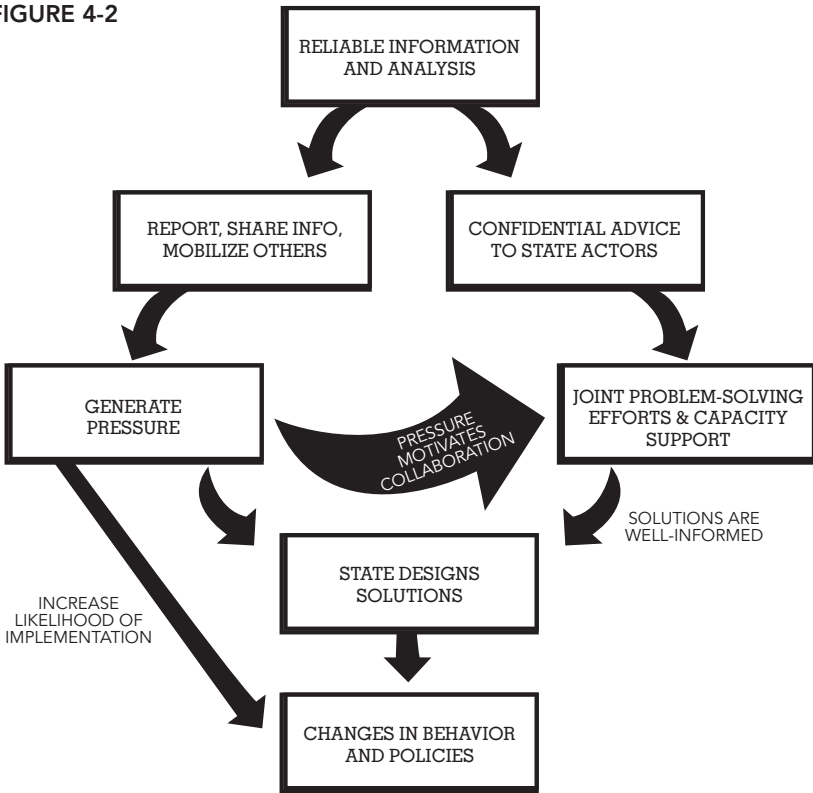 FIGURE 4-2
RELIABLE INFORMATION
AND ANALYSIS
REPORT, SHARE INFO,
MOBILIZE OTHERS
CONFIDENTIAL ADVICE
TO STATE ACTORS
GENERATE
PRESSURE
PRESSURE
MOTIVATES
COLLABORATION
JOINT PROBLEM-SOLVING
EFFORTS & CAPACITY
SUPPORT
SOLUTIONS ARE
WELL-INFORMED
STATE DESIGNS
SOLUTIONS
INCREASE
LIKELIHOOD OF
IMPLEMENTATION
CHANGES IN BEHAVIOR
AND POLICIES